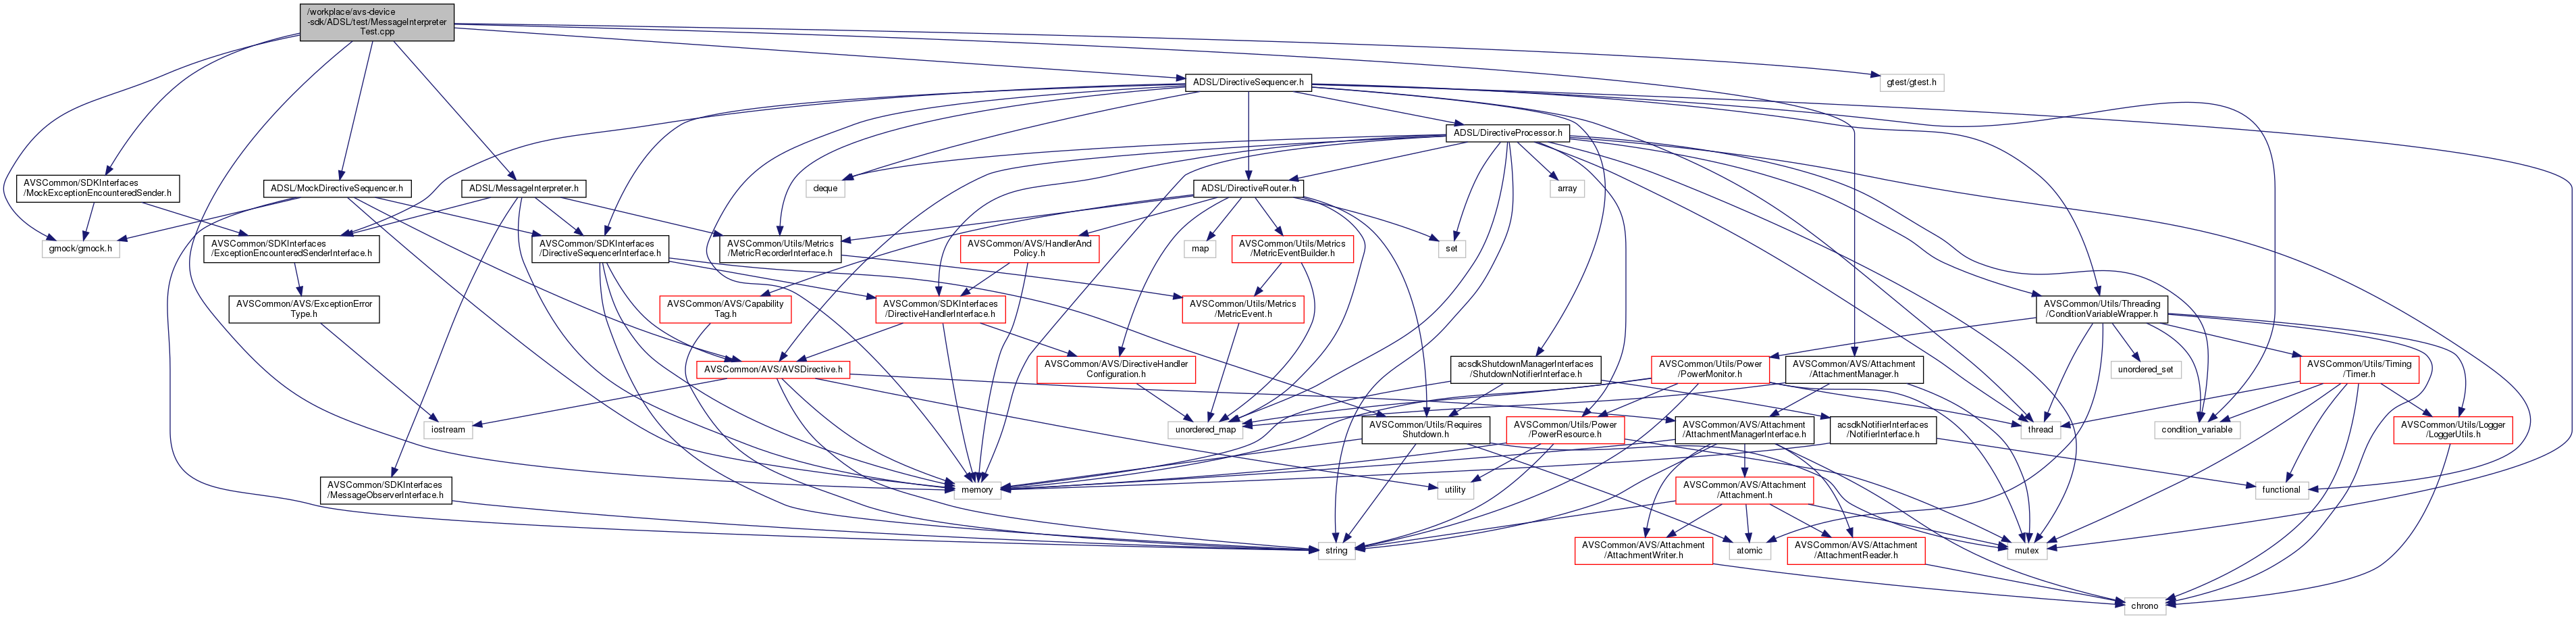 /workplace/avs-device
-sdk/ADSL/test/MessageInterpreter
Test.cpp
ADSL/DirectiveSequencer.h
gtest/gtest.h
ADSL/DirectiveProcessor.h
AVSCommon/SDKInterfaces
/MockExceptionEncounteredSender.h
ADSL/MockDirectiveSequencer.h
ADSL/MessageInterpreter.h
deque
ADSL/DirectiveRouter.h
array
gmock/gmock.h
AVSCommon/SDKInterfaces
/ExceptionEncounteredSenderInterface.h
AVSCommon/SDKInterfaces
/DirectiveSequencerInterface.h
AVSCommon/Utils/Metrics
/MetricRecorderInterface.h
AVSCommon/AVS/HandlerAnd
Policy.h
map
AVSCommon/Utils/Metrics
/MetricEventBuilder.h
set
AVSCommon/AVS/ExceptionError
Type.h
AVSCommon/AVS/Capability
Tag.h
AVSCommon/SDKInterfaces
/DirectiveHandlerInterface.h
AVSCommon/Utils/Metrics
/MetricEvent.h
AVSCommon/Utils/Threading
/ConditionVariableWrapper.h
AVSCommon/AVS/AVSDirective.h
AVSCommon/AVS/DirectiveHandler
Configuration.h
acsdkShutdownManagerInterfaces
/ShutdownNotifierInterface.h
AVSCommon/Utils/Power
/PowerMonitor.h
AVSCommon/AVS/Attachment
/AttachmentManager.h
unordered_set
AVSCommon/Utils/Timing
/Timer.h
iostream
unordered_map
AVSCommon/Utils/Requires
Shutdown.h
AVSCommon/Utils/Power
/PowerResource.h
AVSCommon/AVS/Attachment
/AttachmentManagerInterface.h
acsdkNotifierInterfaces
/NotifierInterface.h
thread
condition_variable
AVSCommon/Utils/Logger
/LoggerUtils.h
AVSCommon/SDKInterfaces
/MessageObserverInterface.h
memory
utility
AVSCommon/AVS/Attachment
/Attachment.h
functional
string
AVSCommon/AVS/Attachment
/AttachmentWriter.h
atomic
AVSCommon/AVS/Attachment
/AttachmentReader.h
mutex
chrono